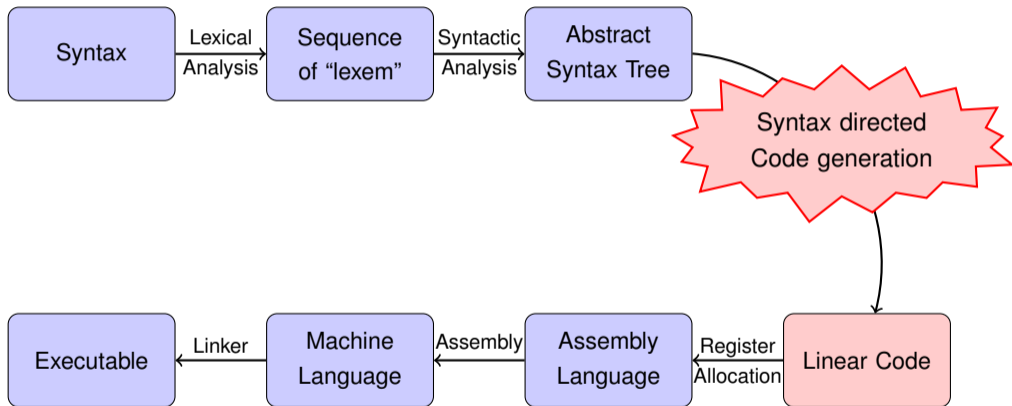 Syntax
Lexical
Analysis
Sequence
of “lexem”
Syntactic
Analysis
Abstract
Syntax Tree
Syntax directed
Code generation
Executable
Linker
Machine
Language
Assembly
Assembly
Language
Register
Allocation
Linear Code